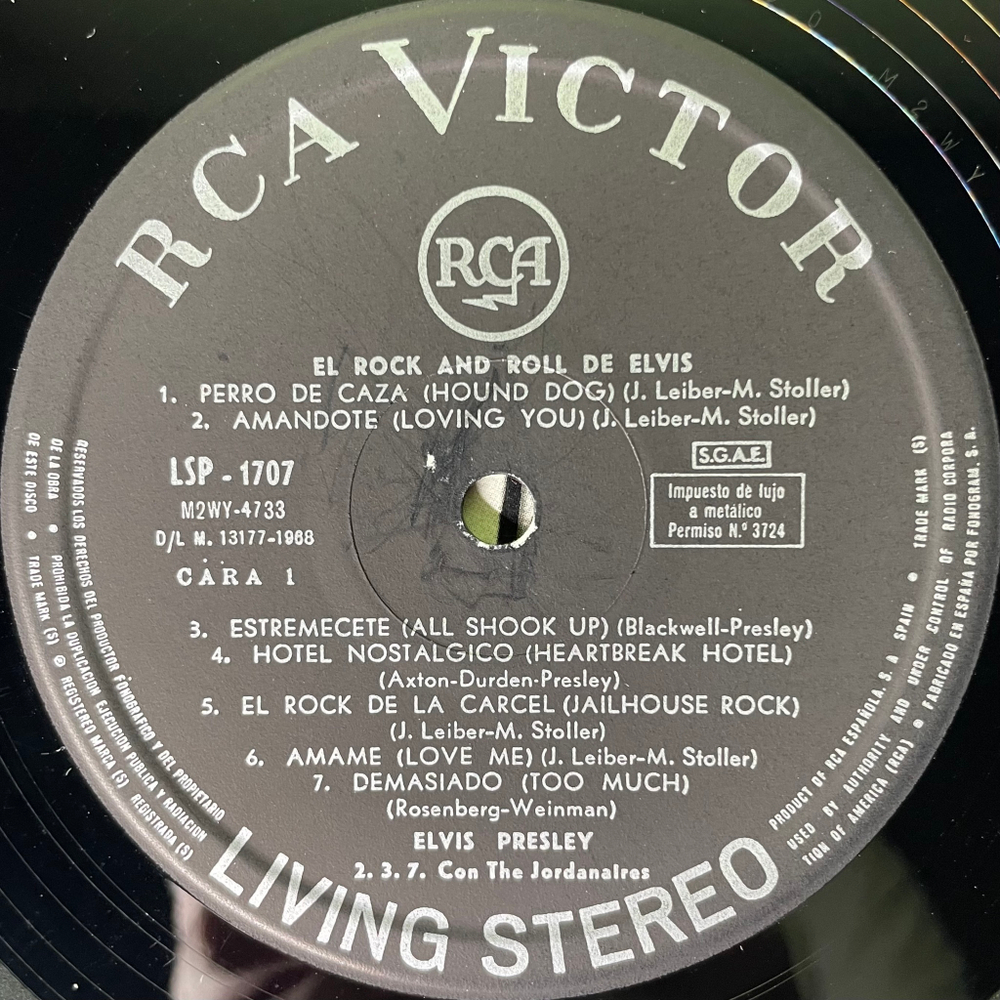 RCA VICTOR
RCA
EL ROCK AND ROLL DE ELVIS
1. PERRO DE CAZA (HOUND DOG) (J. Leiber-M. Stoller)
2. AMANDOTE (LOVING YOU) (J. Leiber-M. Stoller)
LSP - 1707
M2WY-4733
D/L M. 13177-1968
CARA 1
S.G.A.E.
Impuesto de lujo
a metálico
Permiso N.º 3724
3. ESTREMECETE (ALL SHOOK UP) (Blackwell-Presley)
4. HOTEL NOSTALGICO (HEARTBREAK HOTEL)
(Axton-Durden-Presley)
5. EL ROCK DE LA CARCEL (JAILHOUSE ROCK)
(J. Leiber-M. Stoller)
6. AMAME (LOVE ME) (J. Leiber-M. Stoller)
7. DEMASIADO (TOO MUCH)
(Rosenberg-Weinman)
ELVIS PRESLEY
2. 3. 7. Con The Jordanaires
LIVING STEREO
RESERVADOS LOS DERECHOS DEL PRODUCTOR FONOGRAFICO Y DEL PROPIETARIO
DE LA OBRA • PROHIBIDA LA DUPLICACION EJECUCION PUBLICA Y RADIACION
DE ESTE DISCO • TRADE MARK (S) ® REGISTERED MARCA (S) REGISTRADA (S)
PRODUCT OF RCA ESPAÑOLA, S. A SPAIN • TRADE MARK (S)
USED BY AUTHORITY AND UNDER CONTROL OF RADIO CORPORA
TION OF AMERICA (RCA) • FABRICADO EN ESPAÑA POR FONOGRAM, S. A.
M2WY